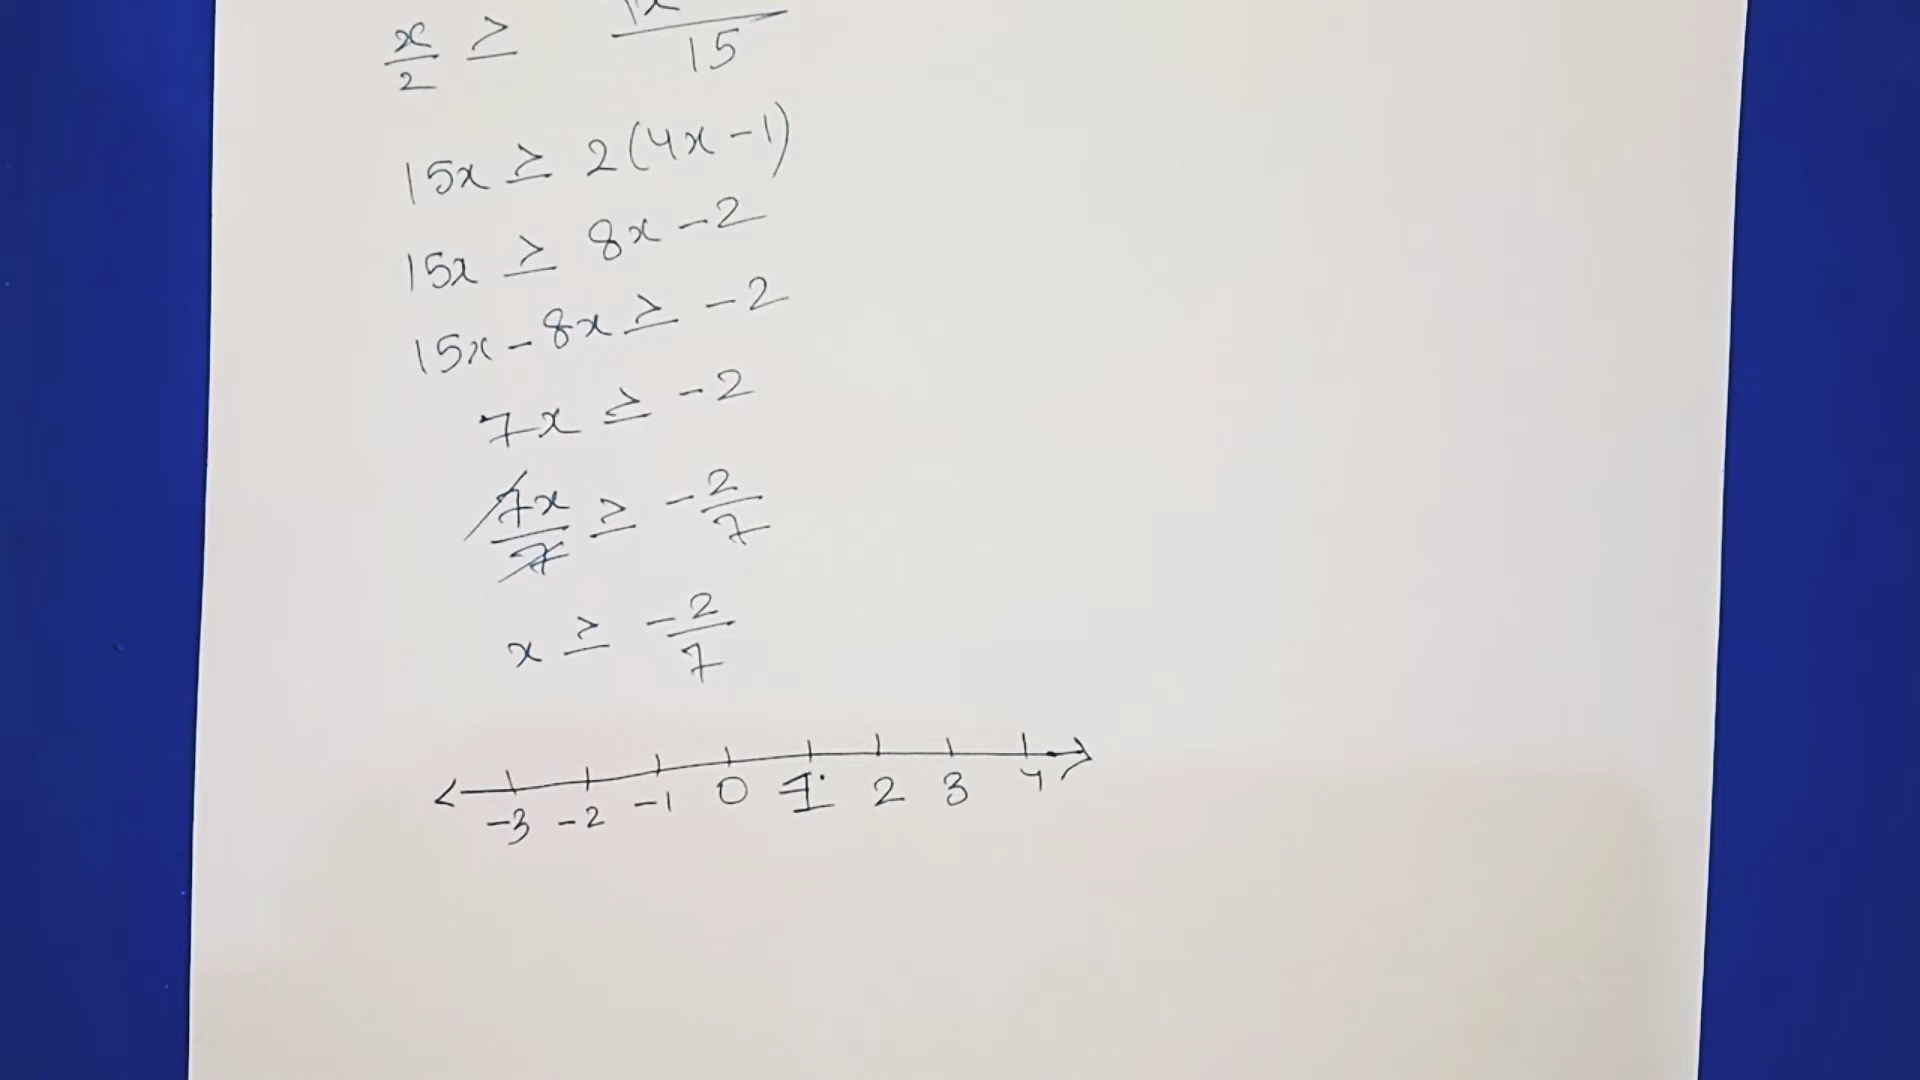 x/2 ≥ /15
15x ≥ 2(4x-1)
15x ≥ 8x-2
15x-8x ≥ -2
7x ≥ -2
7x/7 ≥ -2/7
x ≥ -2/7
-3 -2 -1 0 1 2 3 4